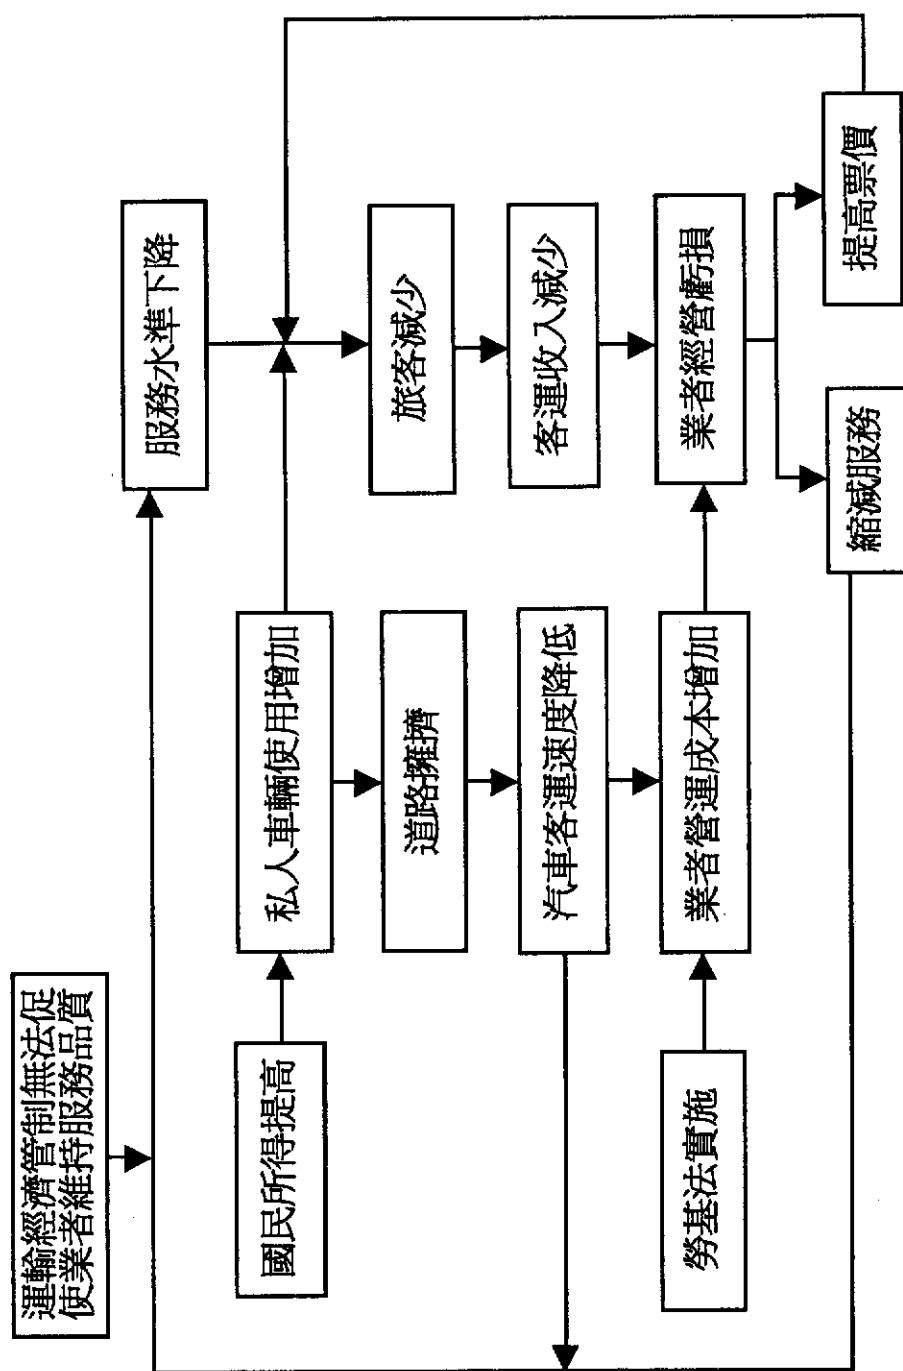 運輸經濟管制無法促
使業者維持服務品質
服務水準下降
國民所得提高
私人車輛使用增加
道路擁擠
旅客減少
汽車客運速度降低
客運收入減少
勞基法實施
業者營運成本增加
業者經營虧損
縮減服務
提高票價